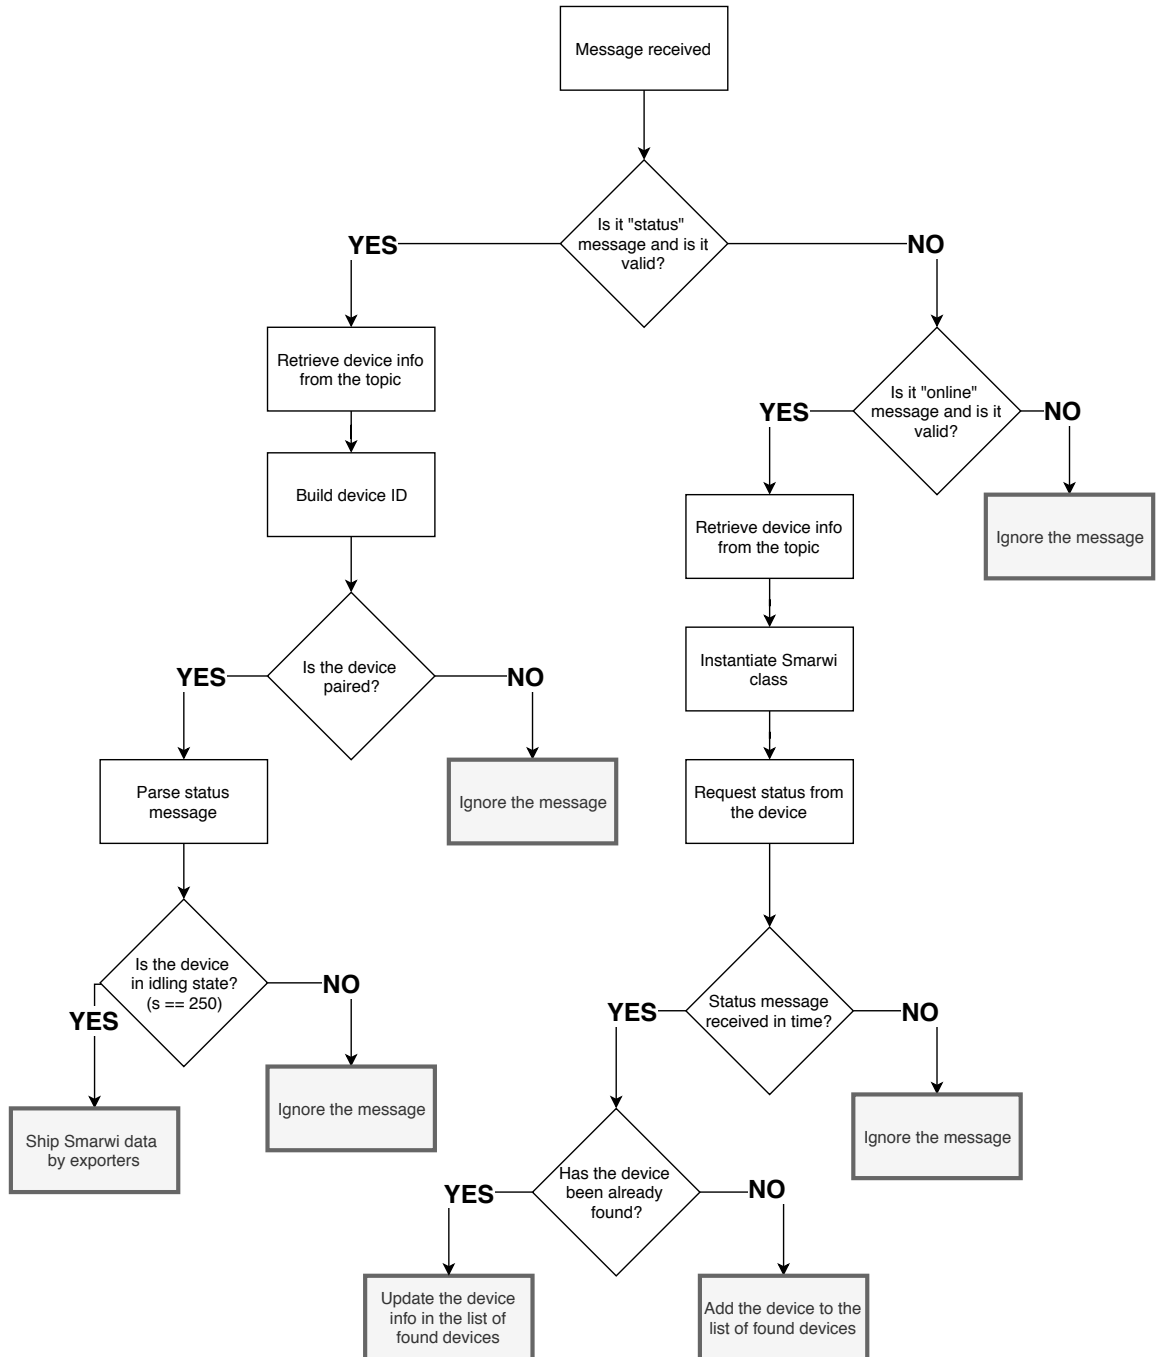 Message received
Is it "status"
message and is it
valid?
YES
NO
Retrieve device info
from the topic
Is it "online"
message and is it
valid?
YES
NO
Build device ID
Retrieve device info
from the topic
Ignore the message
Is the device
paired?
YES
NO
Instantiate Smarwi
class
Parse status
message
Ignore the message
Request status from
the device
Is the device
in idling state?
(s == 250)
YES
NO
Status message
received in time?
YES
NO
Ship Smarwi data
by exporters
Ignore the message
Ignore the message
Has the device
been already
found?
YES
NO
Update the device
info in the list of
found devices
Add the device to the
list of found devices